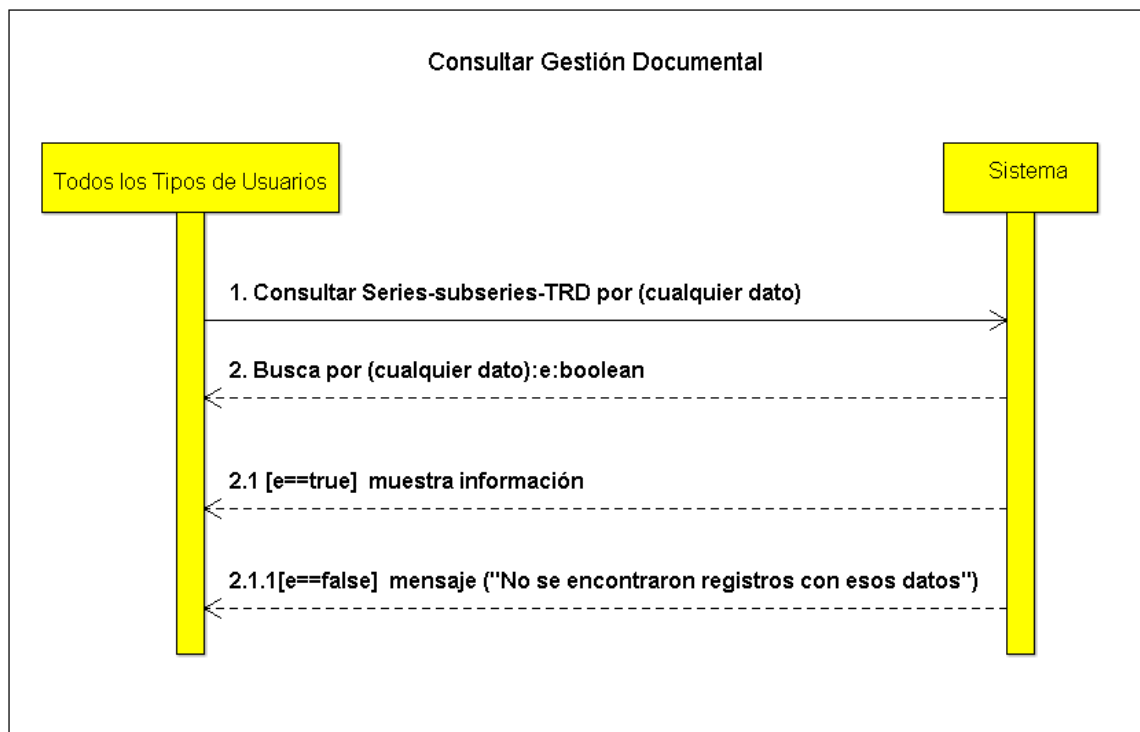 Consultar Gestión Documental
Todos los Tipos de Usuarios
Sistema
1. Consultar Series-subseries-TRD por (cualquier dato)
2. Busca por (cualquier dato):e:boolean
2.1 [e==true]  muestra información
2.1.1[e==false]  mensaje ("No se encontraron registros con esos datos")